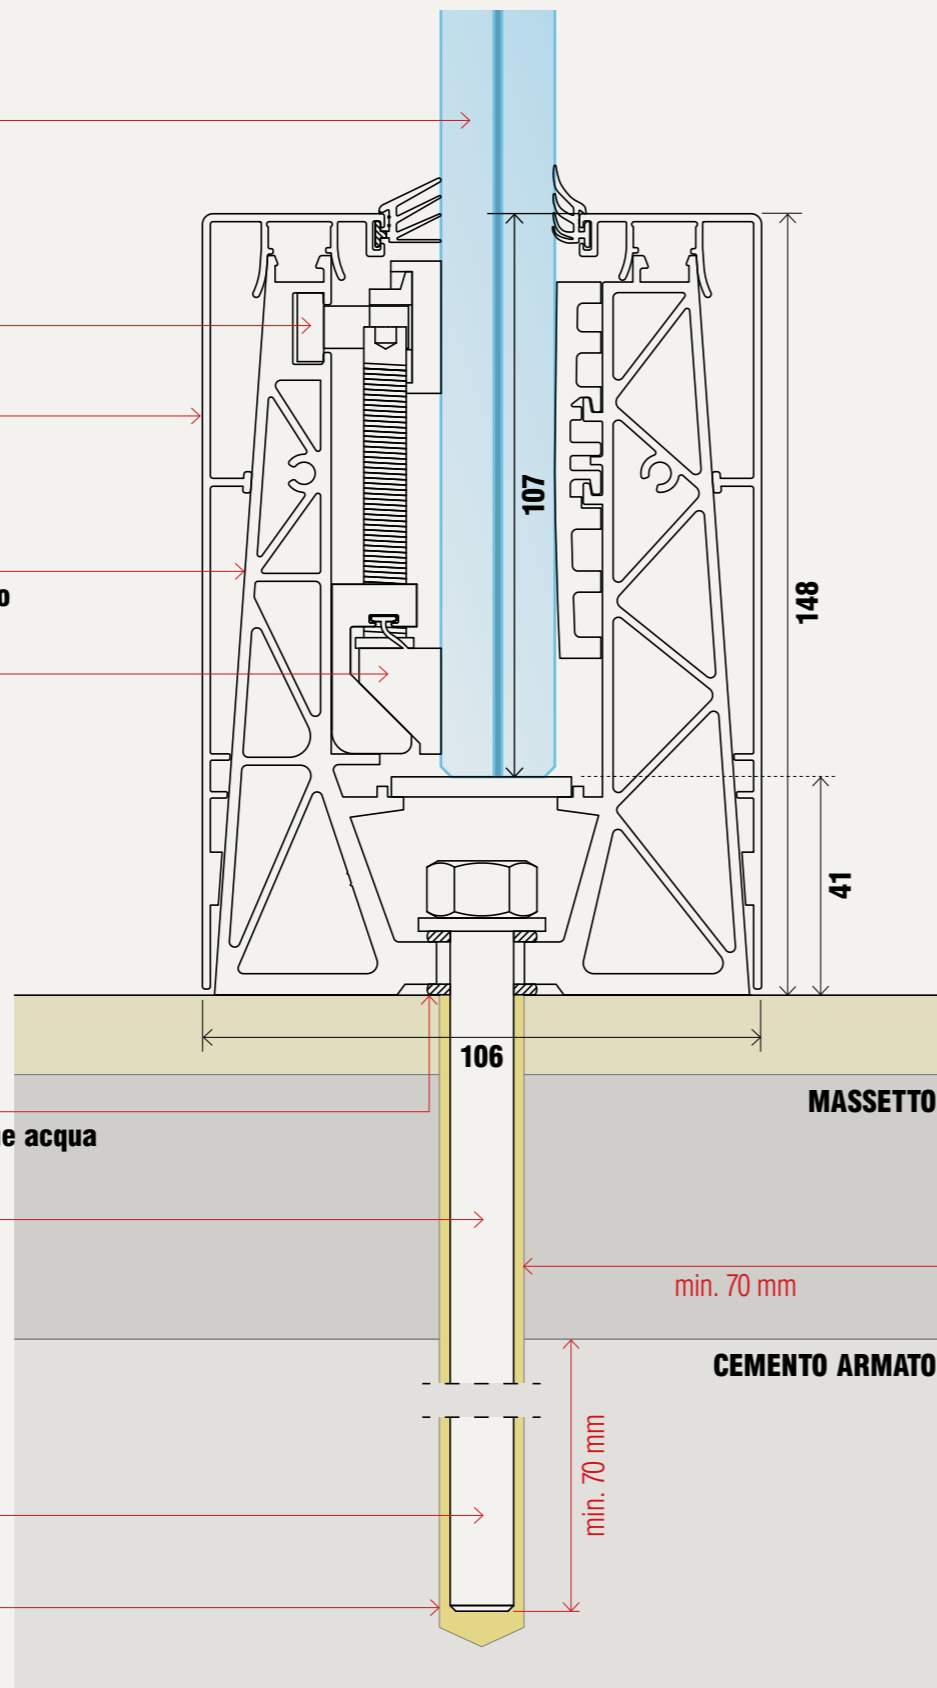 107
148
o
41
106
MASSETTO
e acqua
min. 70 mm
CEMENTO ARMATO
min. 70 mm